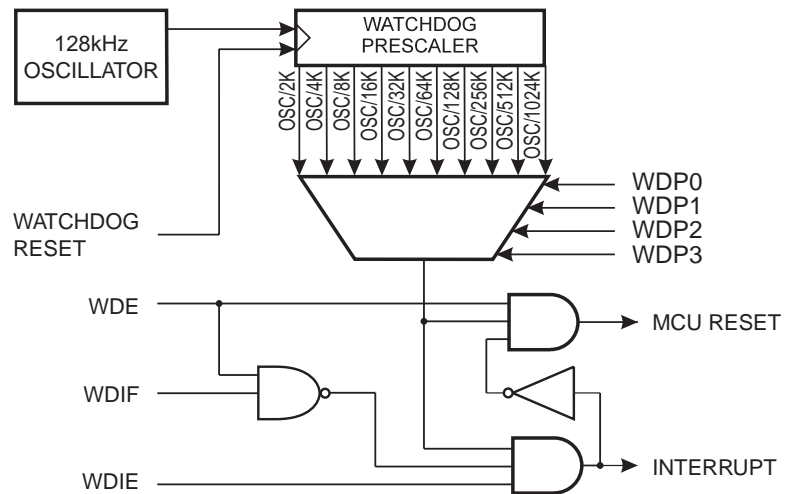 128kHz
OSCILLATOR
WATCHDOG
PRESCALER
OSC/2K
OSC/4K
OSC/8K
OSC/16K
OSC/32K
OSC/64K
OSC/128K
OSC/256K
OSC/512K
OSC/1024K
WATCHDOG
RESET
WDP0
WDP1
WDP2
WDP3
WDE
MCU RESET
WDIF
INTERRUPT
WDIE